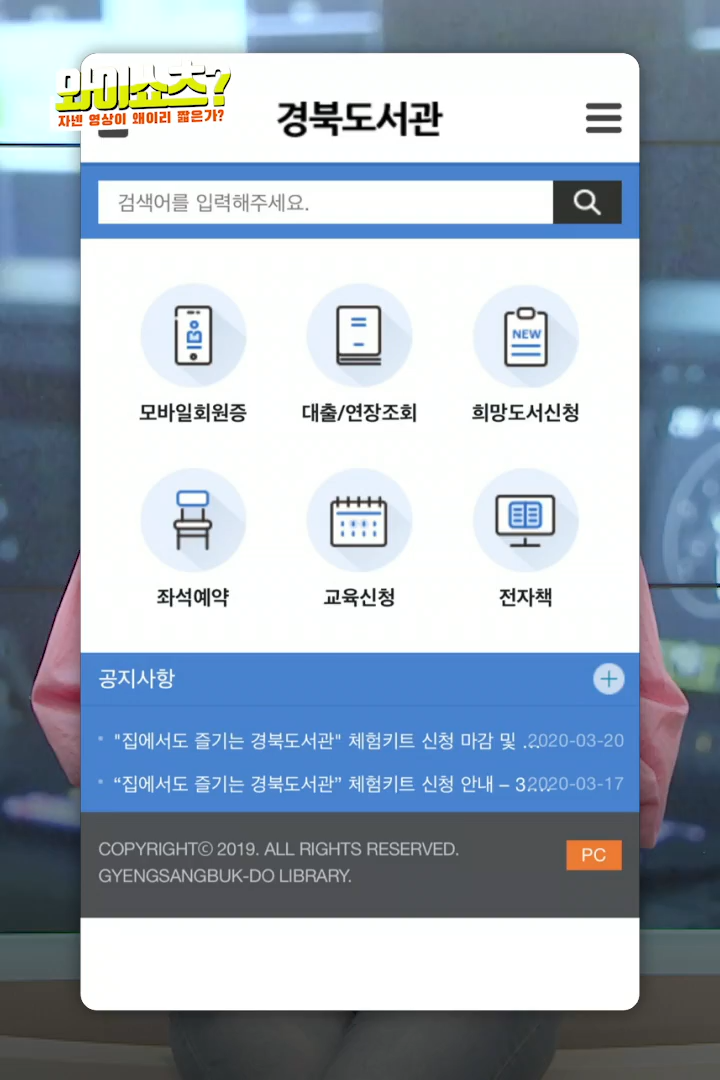 와이쇼츠?
자넨 영상이 왜이리 짧은가?
경북도서관
검색어를 입력해주세요.
모바일회원증
대출/연장조회
NEW
희망도서신청
좌석예약
교육신청
전자책
공지사항
"집에서도 즐기는 경북도서관" 체험키트 신청 마감 및 ... 2020-03-20
“집에서도 즐기는 경북도서관” 체험키트 신청 안내 – 3.... 2020-03-17
COPYRIGHTⓒ 2019. ALL RIGHTS RESERVED.
PC
GYENGSANGBUK-DO LIBRARY.